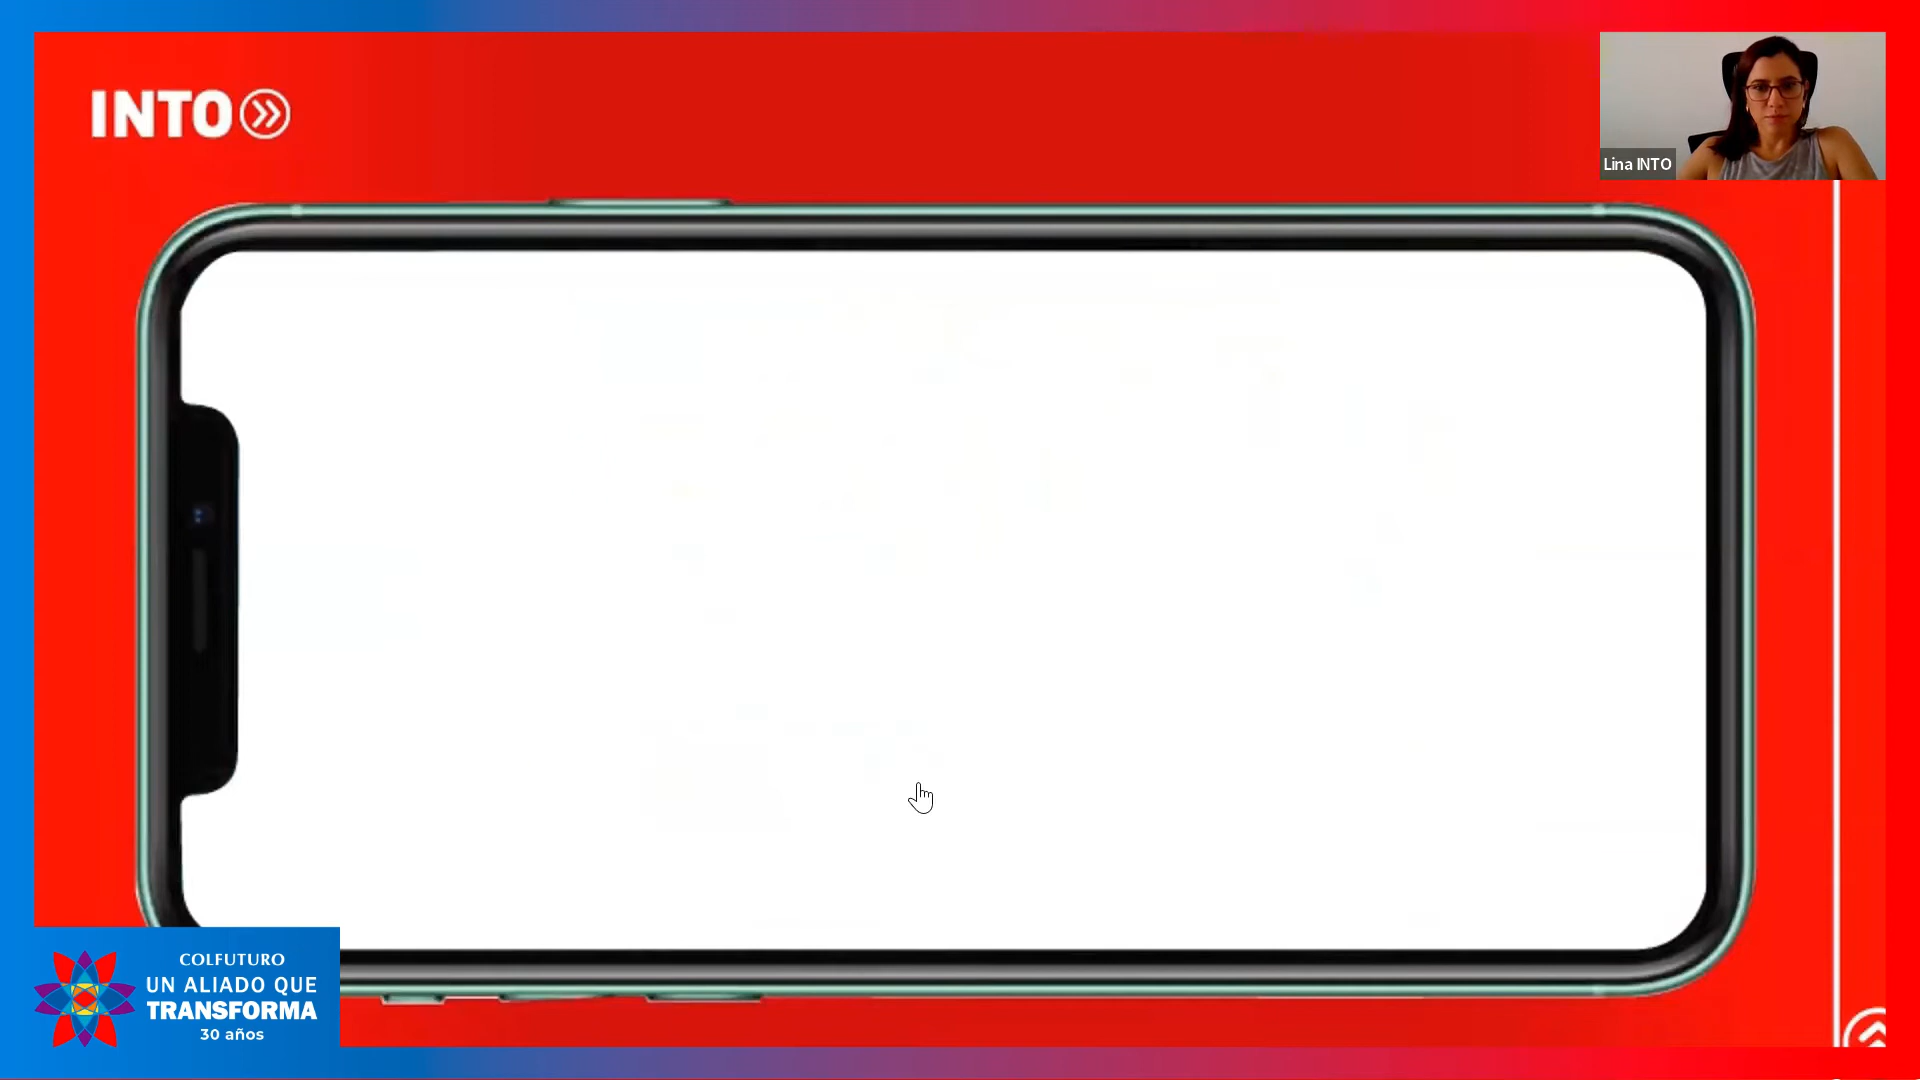 INTO
Lina INTO
COLFUTURO
UN ALIADO QUE
TRANSFORMA
30 años